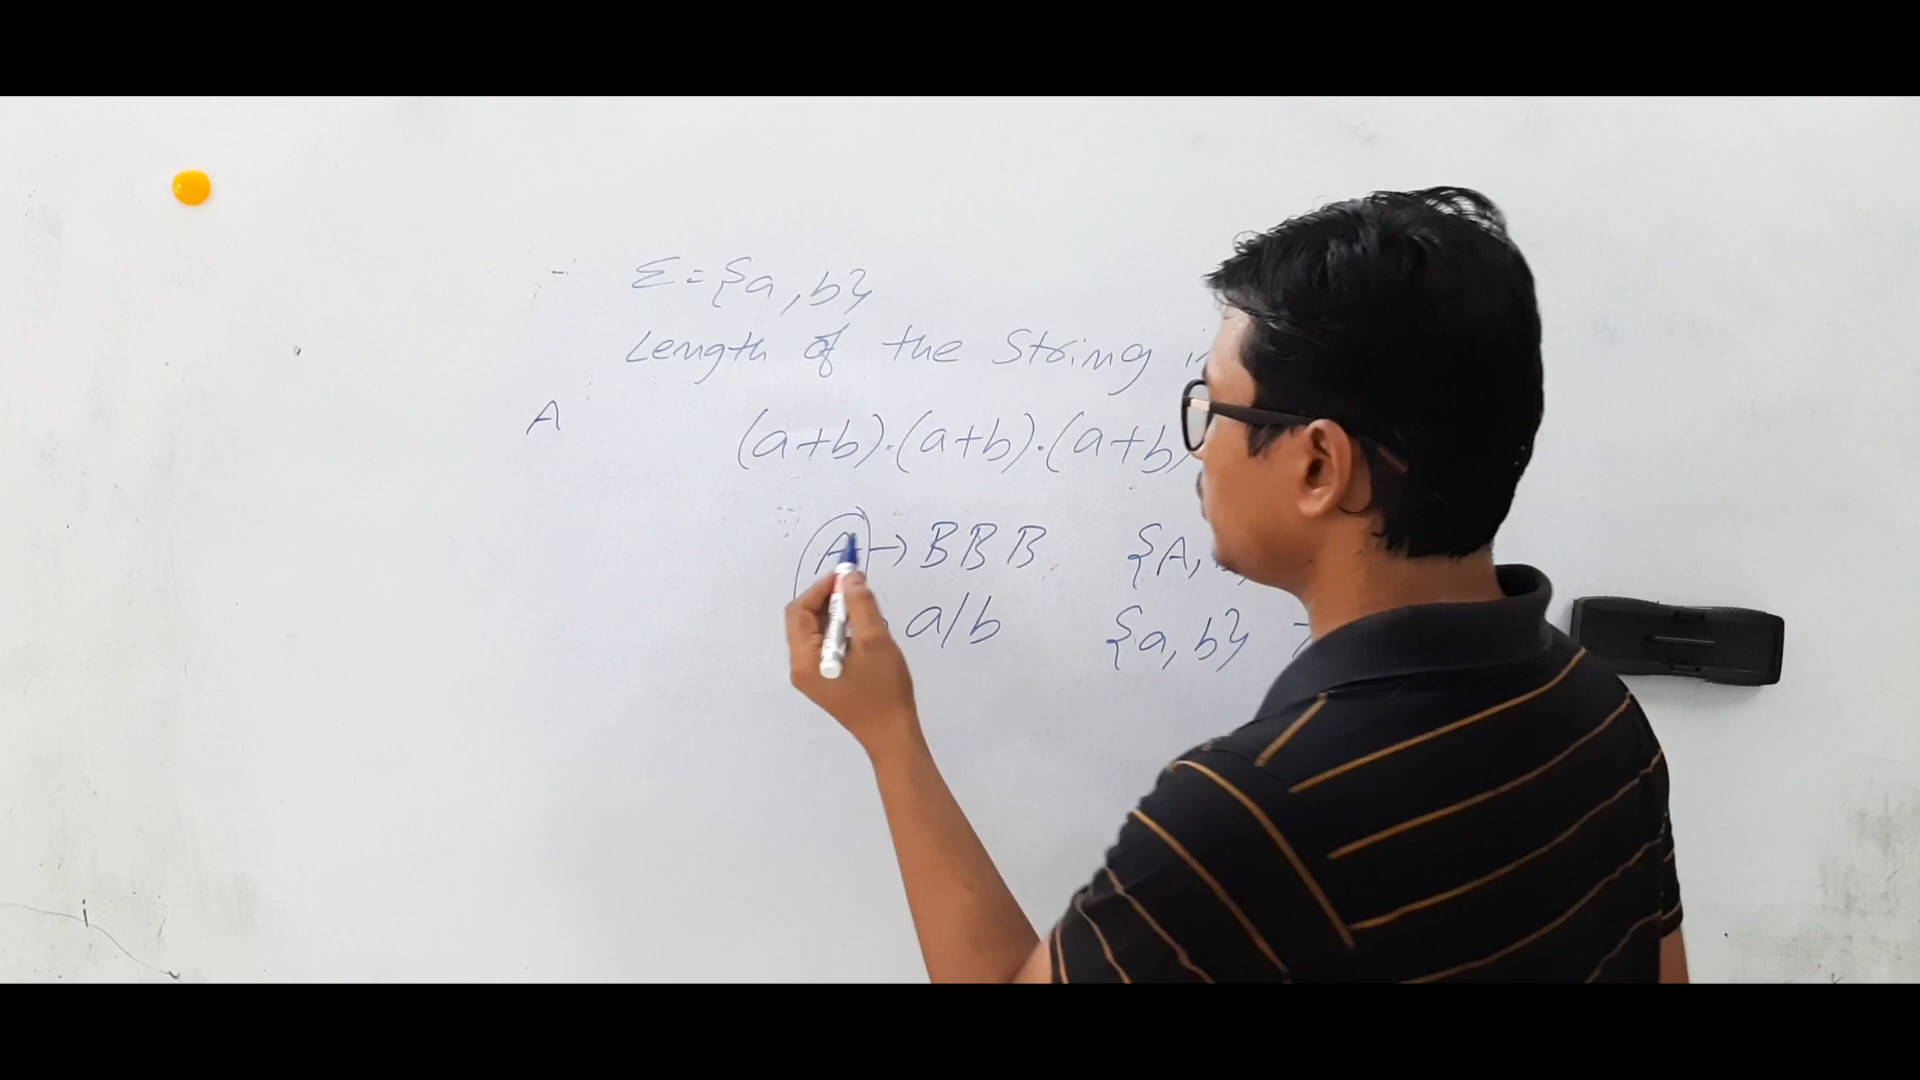 Σ = {a, b}
Length of the String
A
(a+b).(a+b).(a+b)
A → BBB {A,
a/b {a, b}